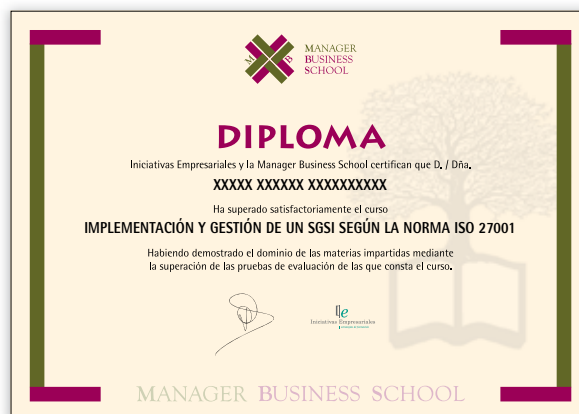 M B
MANAGER
BUSINESS
SCHOOL
DIPLOMA
Iniciativas Empresariales y la Manager Business School certifican que D. / Dña.
XXXXX XXXXXX XXXXXXXXXX
Ha superado satisfactoriamente el curso
IMPLEMENTACIÓN Y GESTIÓN DE UN SGSI SEGÚN LA NORMA ISO 27001
Habiendo demostrado el dominio de las materias impartidas mediante
la superación de las pruebas de evaluación de las que consta el curso.
Iniciativas Empresariales
MANAGER BUSINESS SCHOOL